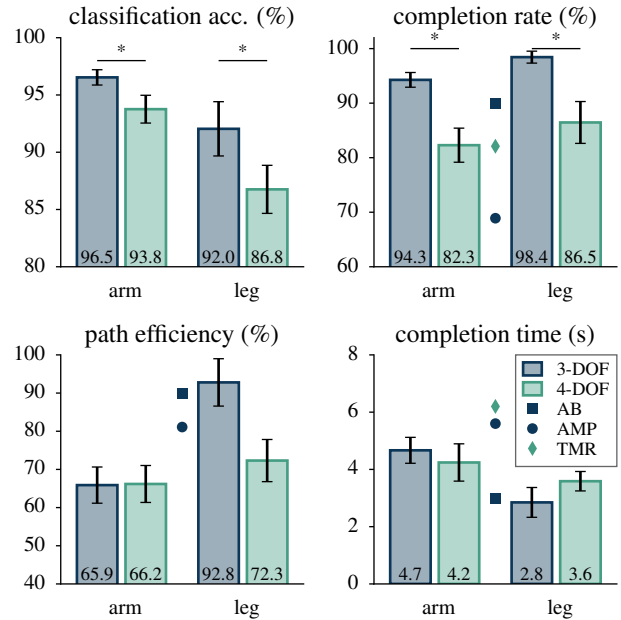 classification acc. (%)
100
95
90
85
80
*
*
96.5 93.8 92.0 86.8
arm leg
completion rate (%)
100
90
80
70
60
*
*
94.3 82.3 98.4 86.5
arm leg
path efficiency (%)
100
90
80
70
60
50
40
65.9 66.2 92.8 72.3
arm leg
completion time (s)
8
6
4
2
0
3-DOF
4-DOF
AB
AMP
TMR
4.7 4.2 2.8 3.6
arm leg